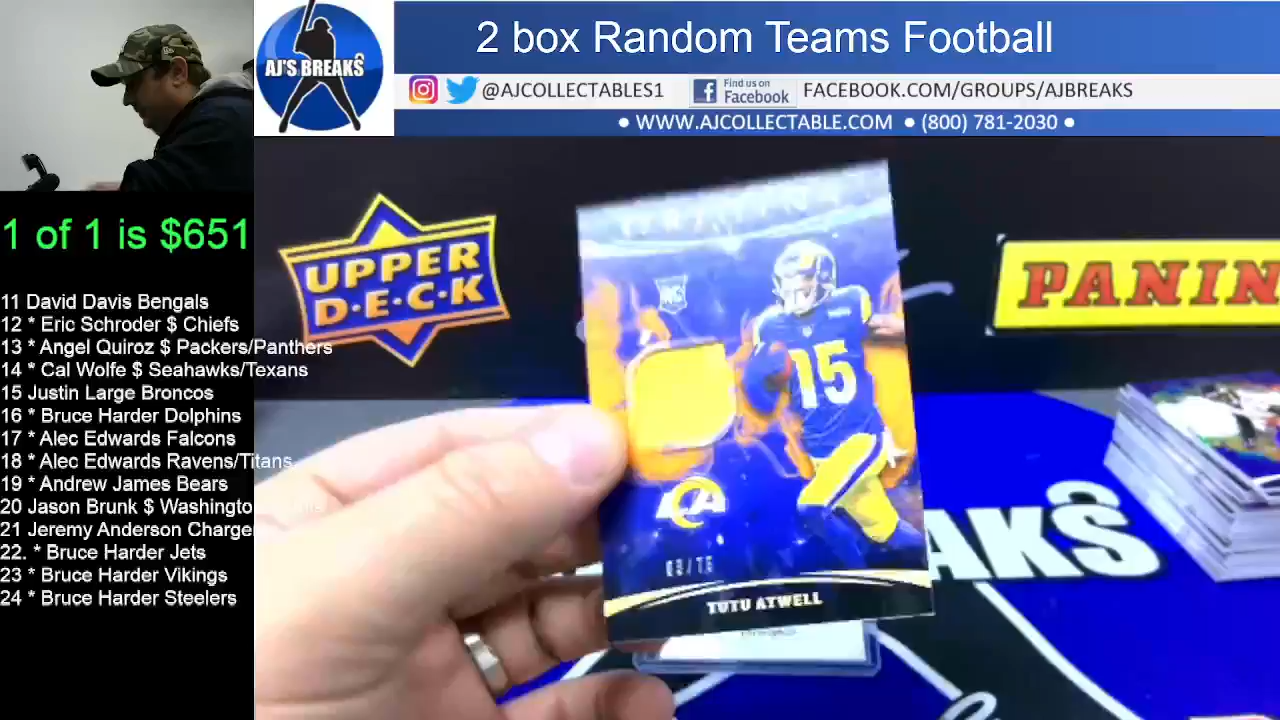 AJ'S BREAKS
2 box Random Teams Football
@AJCOLLECTABLES1
Find us on
Facebook
FACEBOOK.COM/GROUPS/AJBREAKS
● WWW.AJCOLLECTABLE.COM ● (800) 781-2030 ●
1 of 1 is $651
11 David Davis Bengals
12 * Eric Schroder $ Chiefs
13 * Angel Quiroz $ Packers/Panthers
14 * Cal Wolfe $ Seahawks/Texans
15 Justin Large Broncos
16 * Bruce Harder Dolphins
17 * Alec Edwards Falcons
18 * Alec Edwards Ravens/Titans
19 * Andrew James Bears
20 Jason Brunk $ Washingto
21 Jeremy Anderson Charge
22. * Bruce Harder Jets
23 * Bruce Harder Vikings
24 * Bruce Harder Steelers
UPPER
D·E·C·K
PANIN
15
LA
TUTU ATWELL
EAKS